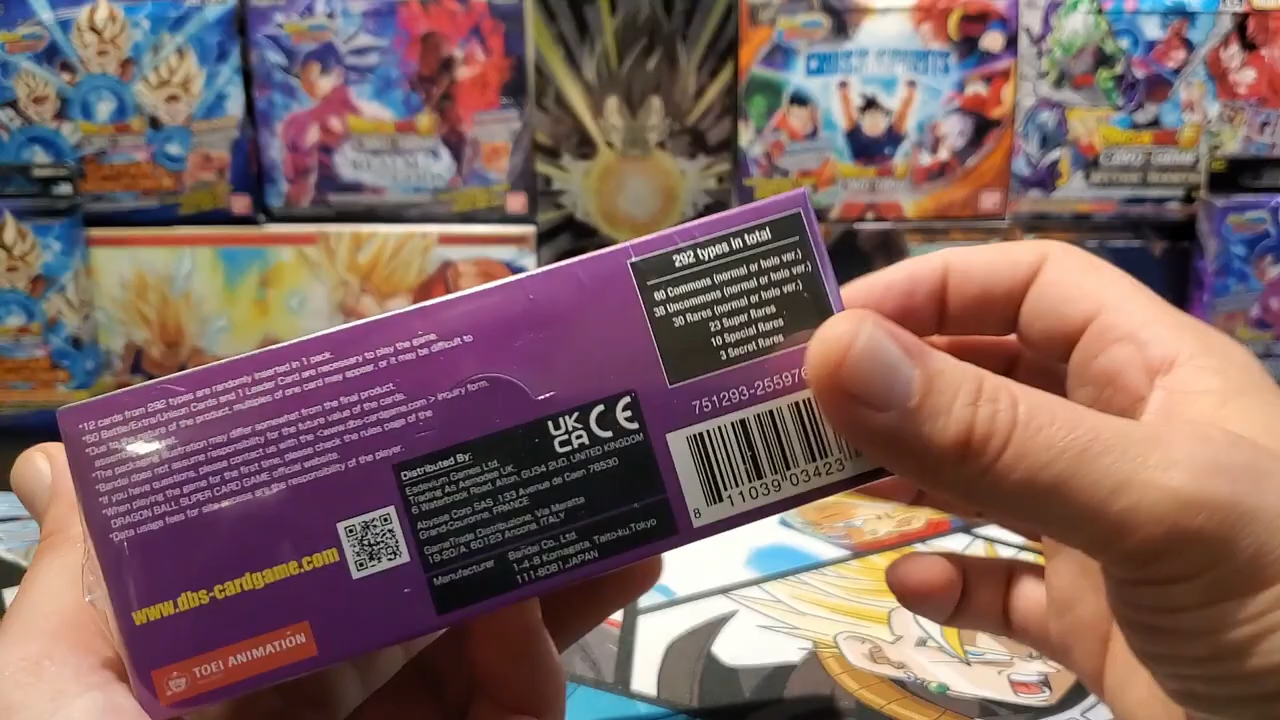 292 types in total
60 Commons (normal or holo ver.)
38 Uncommons (normal or holo ver.)
30 Rares (normal or holo ver.)
23 Super Rares
10 Special Rares
3 Secret Rares
751293-255976
8 11039 03423
*12 cards from 292 types are randomly inserted in 1 pack.
*50 Battle/Extra/Unison Cards and 1 Leader Card are necessary to play the game.
*Due to the nature of the product, multiples of one card may appear, or it may be difficult to
*The packaging illustration may differ somewhat from the final product.
*Bandai does not assume responsibility for the future value of the cards.
*If you have questions, please contact us with the <www.dbs-cardgame.com > inquiry form.
*When playing the game for the first time, please check the rules page of the
DRAGON BALL SUPER CARD GAME official website.
*Data usage fees for site access are the responsibility of the player.
www.dbs-cardgame.com
TOEI ANIMATION
UK
CA CE
Distributed By:
Esdevium Games Ltd.
Trading As Asmodee UK,
6 Waterbrook Road, Alton, GU34 2UD, UNITED KINGDOM
Abysse Corp SAS ,133 Avenue de Caen 76530
Grand-Couronne, FRANCE
GameTrade Distribuzione, Via Maratta
19-20/A, 60123 Ancona, ITALY
Manufacturer Bandai Co., Ltd.
1-4-8 Komagata, Taito-ku,Tokyo
111-8081,JAPAN